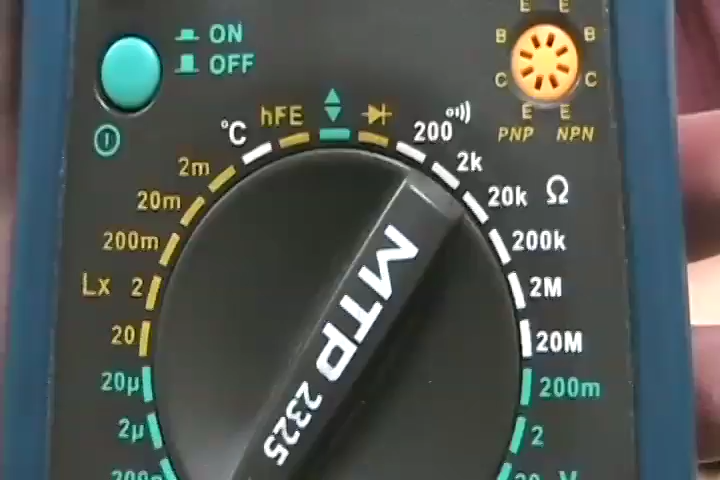 E E
ON
B B
OFF
C C
E E
hFE
°C
200
PNP NPN
2m
2k
20m
20k Ω
200m
200k
Lx 2
2M
20
20M
20µ
200m
2µ
2
MTP 2325